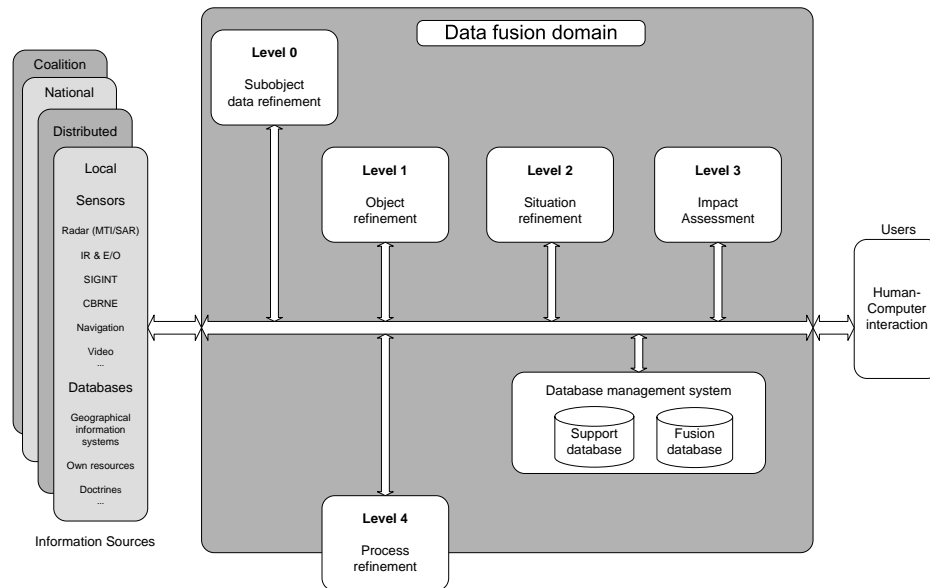 Data fusion domain
Coalition
National
Distributed
Local
Sensors
Radar (MTI/SAR)
IR & E/O
SIGINT
CBRNE
Navigation
Video
...
Databases
Geographical
information
systems
Own resources
Doctrines
...
Information Sources
Level 0
Subobject
data refinement
Level 1
Object
refinement
Level 2
Situation
refinement
Level 3
Impact
Assessment
Database management system
Support
database
Fusion
database
Level 4
Process
refinement
Users
Human-
Computer
interaction